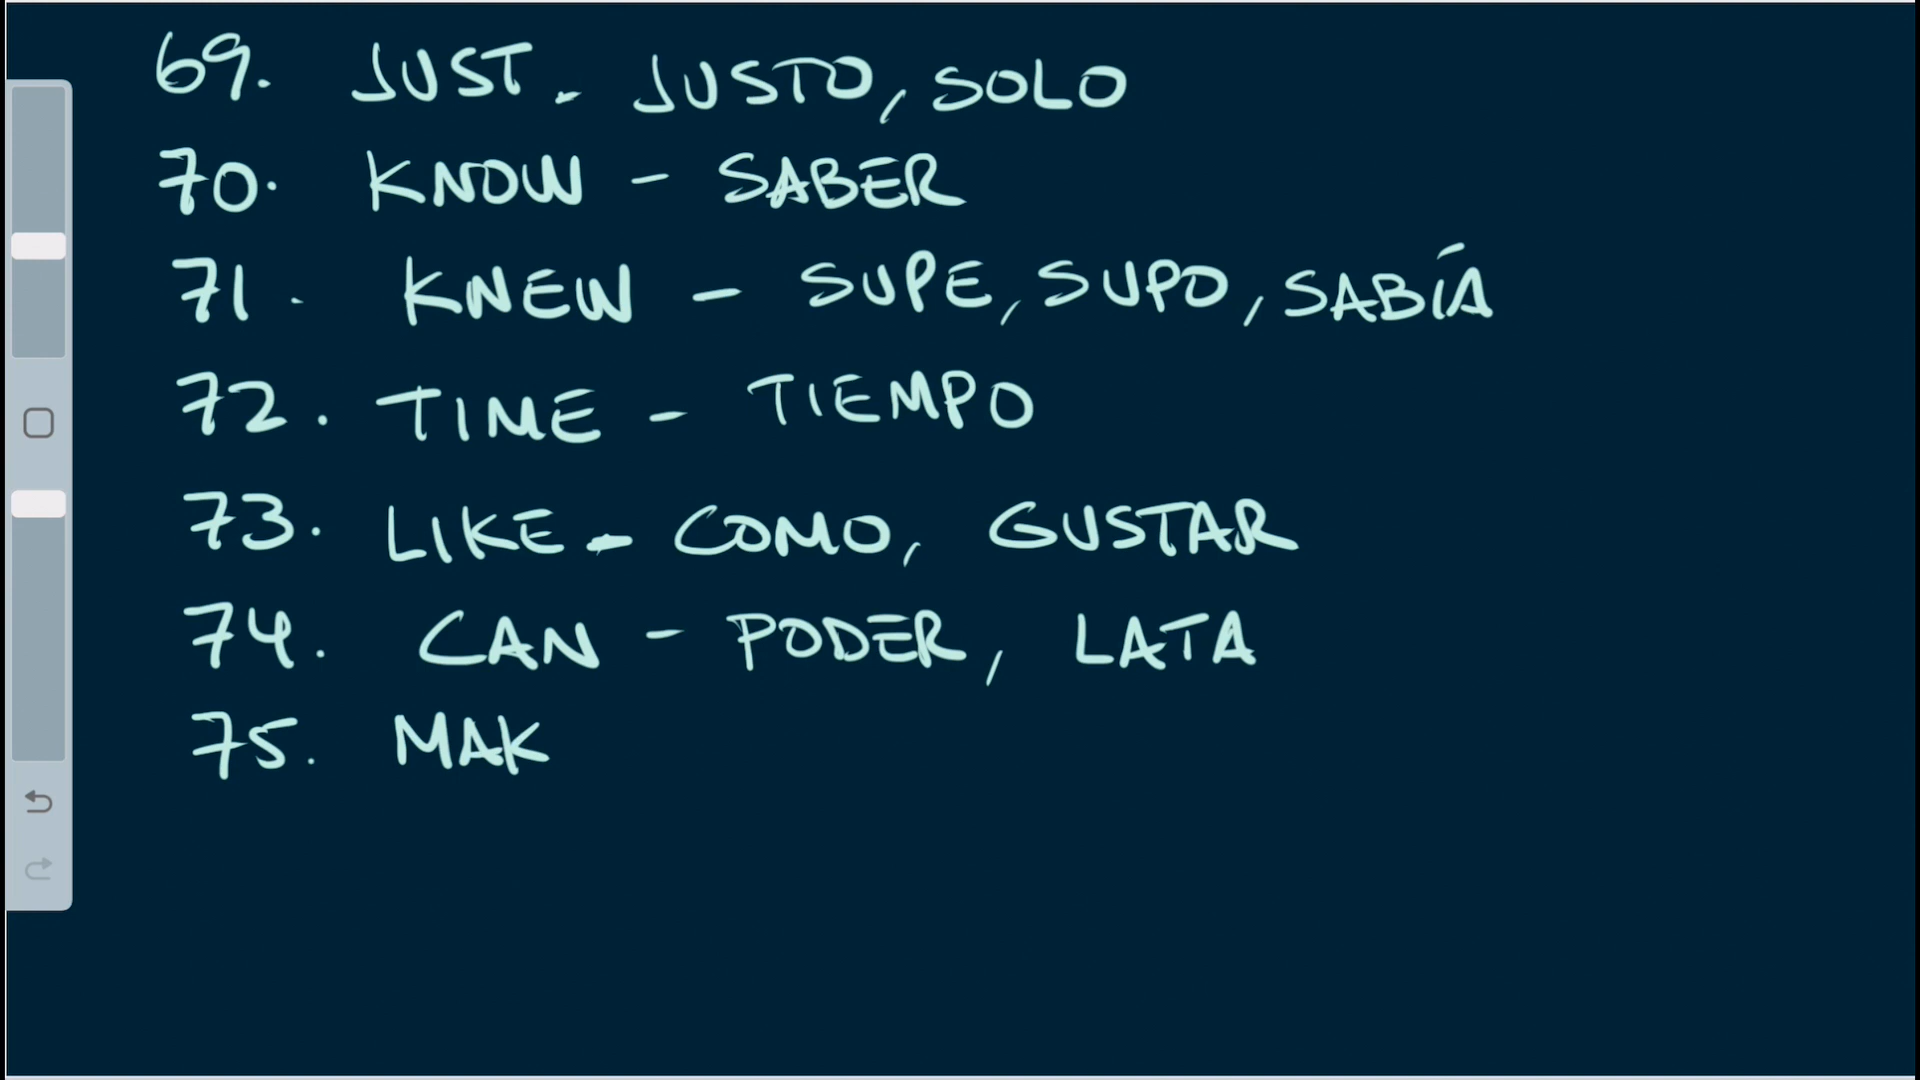 69. JUST - JUSTO, SOLO
70. KNOW - SABER
71. KNEW - SUPE, SUPO, SABÍA
72. TIME - TIEMPO
73. LIKE - COMO, GUSTAR
74. CAN - PODER, LATA
75. MAK